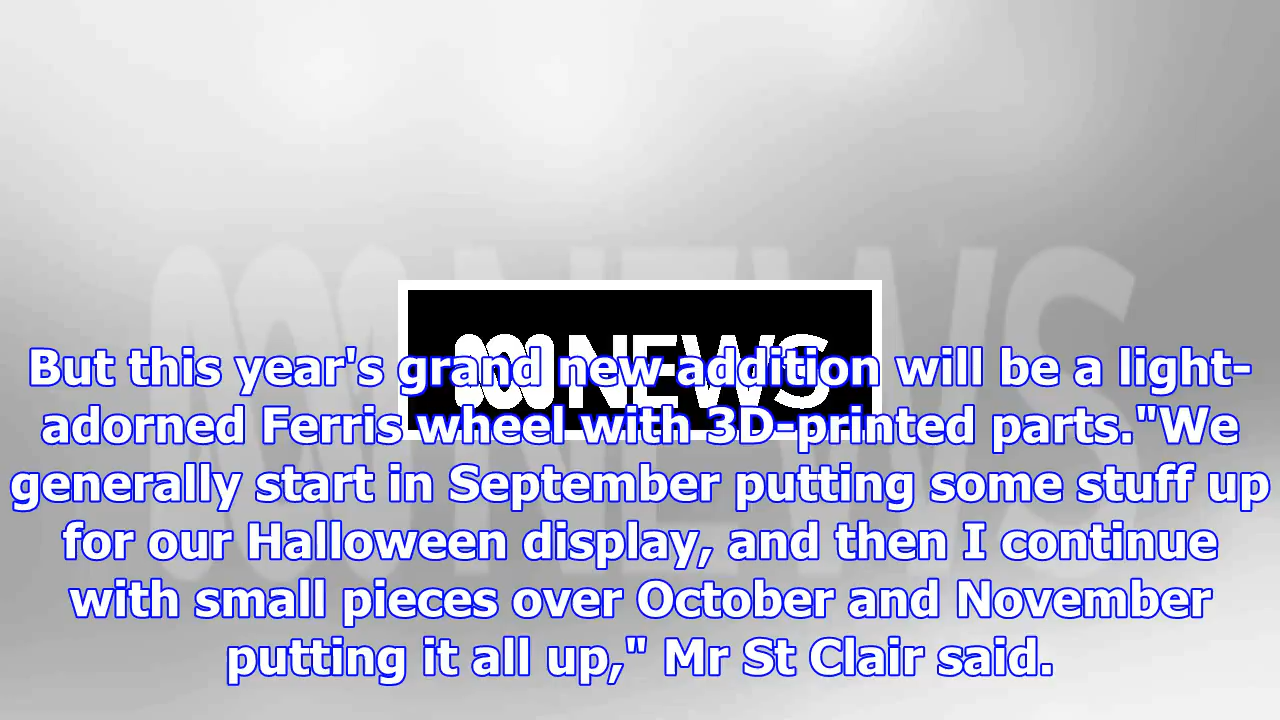 NEWS
NEWS
But this year's grand new addition will be a light-
adorned Ferris wheel with 3D-printed parts."We
generally start in September putting some stuff up
for our Halloween display, and then I continue
with small pieces over October and November
putting it all up," Mr St Clair said.